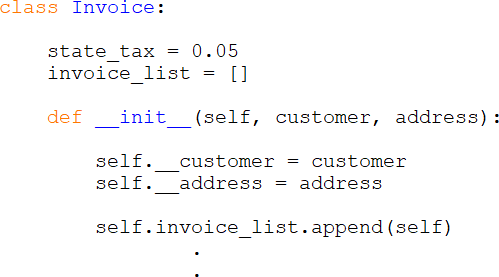 class Invoice:
    state_tax = 0.05
    invoice_list = []
    def __init__(self, customer, address):
        self.__customer = customer
        self.__address = address
        self.invoice_list.append(self)
                .
                .